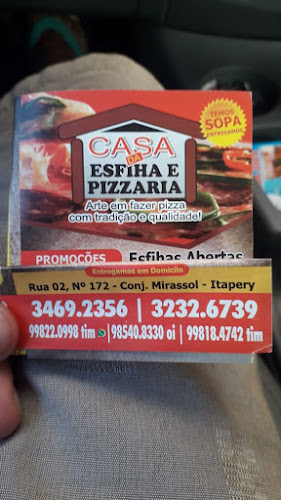 TEMOS
SOPA
ENTREGAMOS
CASA
DA
ESFIHA E
PIZZARIA
Arte em fazer pizza
com tradição e qualidade!
PROMOÇÕES
Esfihas Abertas
Entregamos em Domicílo
Rua 02, Nº 172 - Conj. Mirassol - Itapery
3469.2356 | 3232.6739
99822.0998 tim 98540.8330 oi | 99818.4742 tim